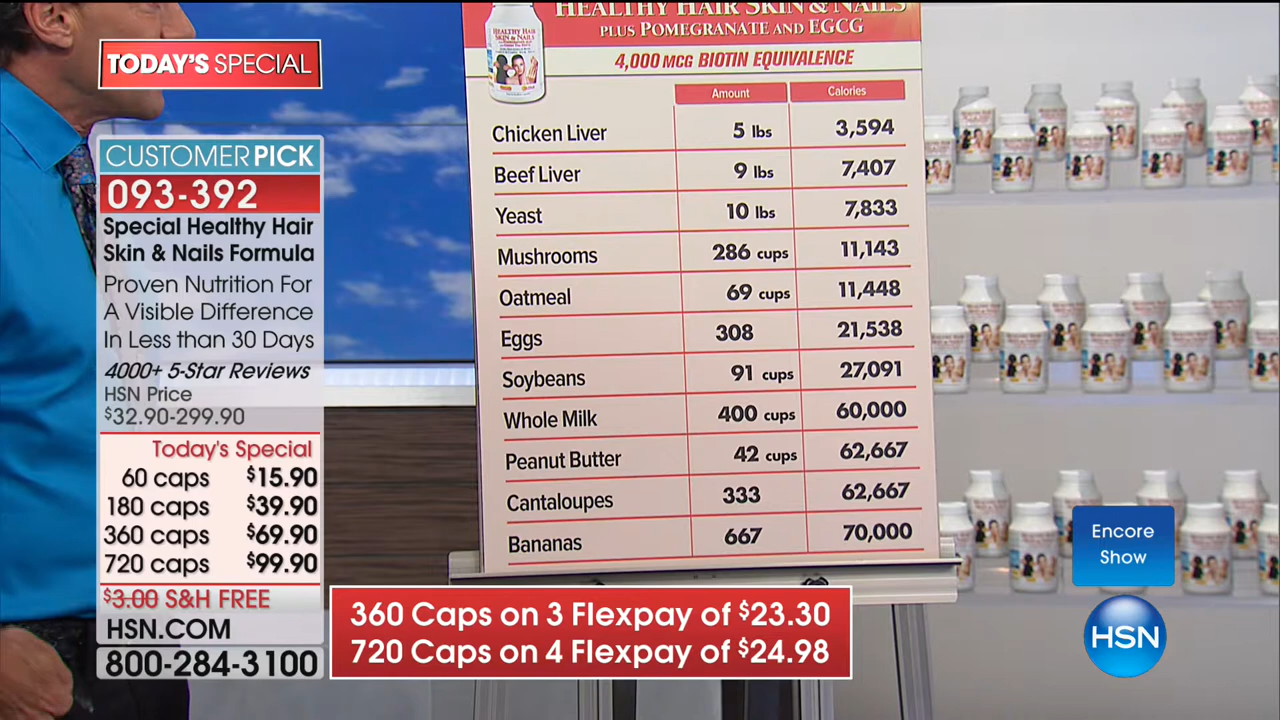 TODAY'S SPECIAL
CUSTOMER PICK
093-392
Special Healthy Hair
Skin & Nails Formula
Proven Nutrition For
A Visible Difference
In Less than 30 Days
4000+ 5-Star Reviews
HSN Price
$32.90-299.90
Today's Special
60 caps $15.90
180 caps $39.90
360 caps $69.90
720 caps $99.90
$3.00 S&H FREE
HSN.COM
800-284-3100
HEALTHY HAIR SKIN & NAILS
PLUS POMEGRANATE AND EGCG
HEALTHY HAIR
SKIN & NAILS
4,000 MCG BIOTIN EQUIVALENCE
Amount Calories
Chicken Liver 5 lbs 3,594
Beef Liver 9 lbs 7,407
Yeast 10 lbs 7,833
Mushrooms 286 cups 11,143
Oatmeal 69 cups 11,448
Eggs 308 21,538
Soybeans 91 cups 27,091
Whole Milk 400 cups 60,000
Peanut Butter 42 cups 62,667
Cantaloupes 333 62,667
Bananas 667 70,000
360 Caps on 3 Flexpay of $23.30
720 Caps on 4 Flexpay of $24.98
Encore
Show
HSN